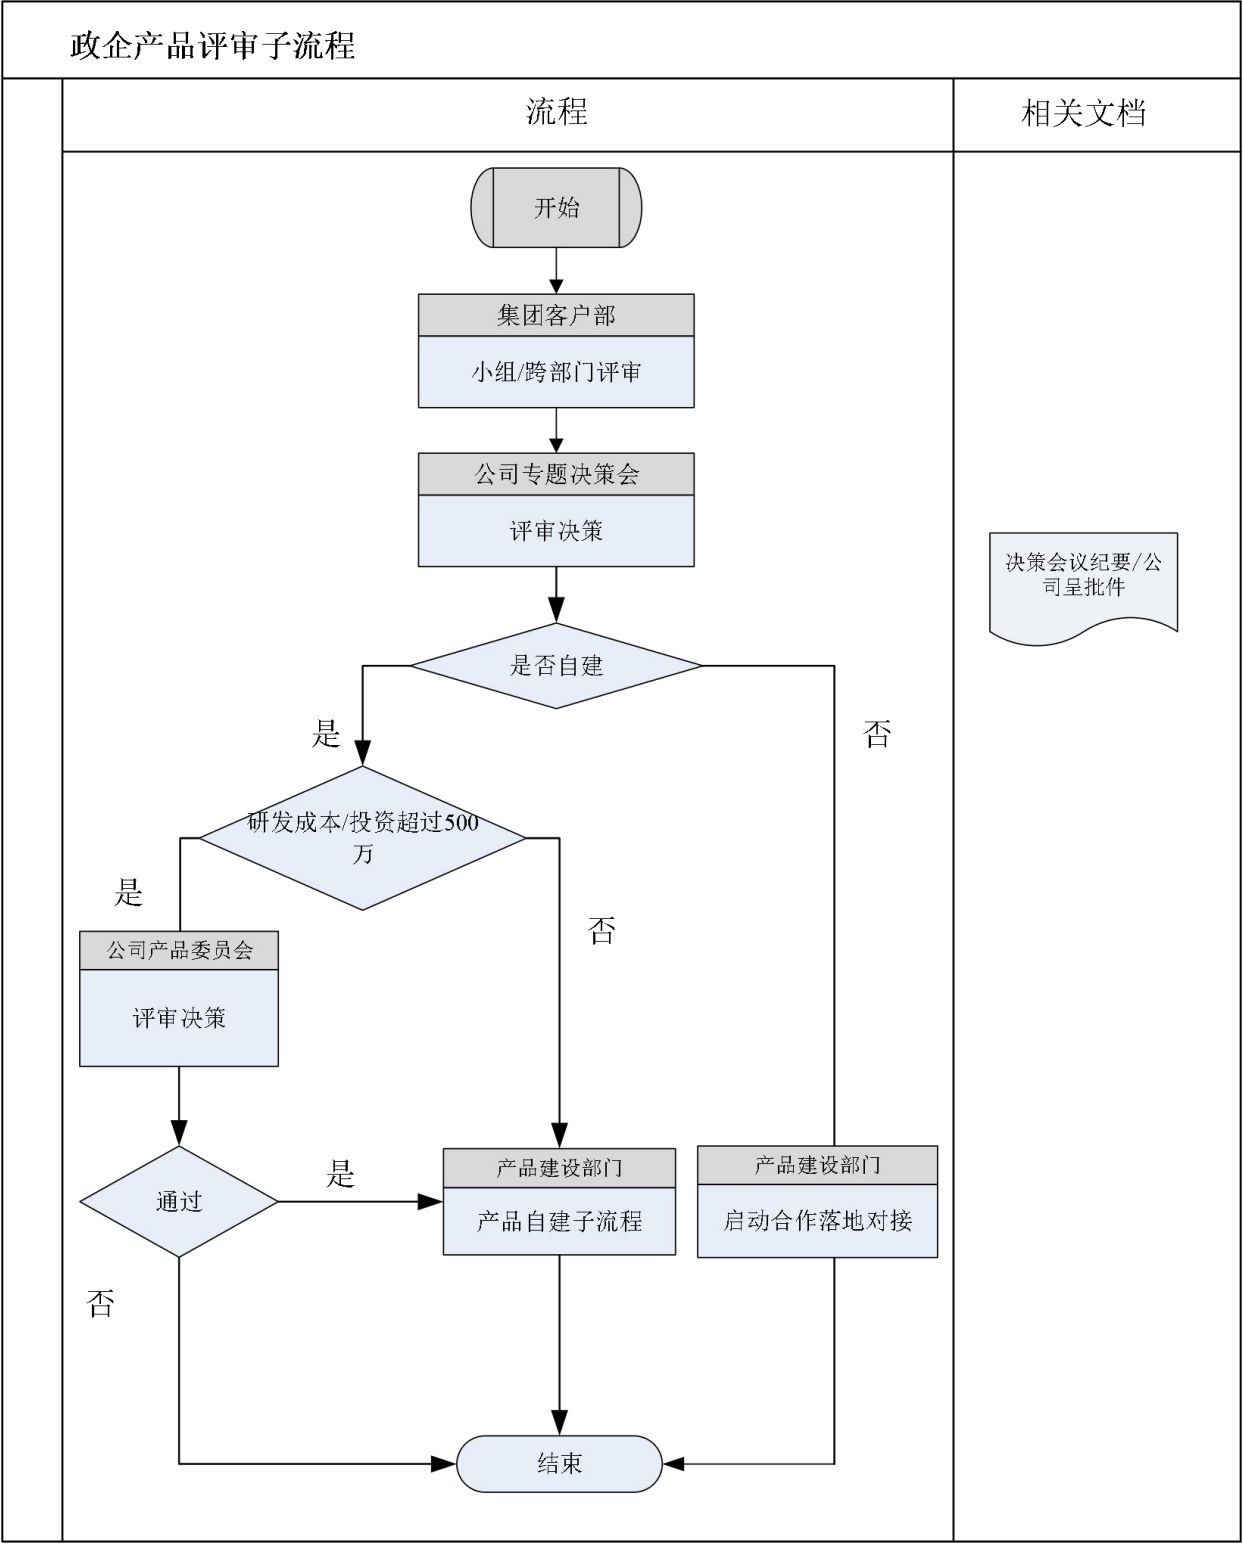 政企产品评审子流程
流程
相关文档
开始
集团客户部
小组/跨部门评审
公司专题决策会
评审决策
决策会议纪要/公
司呈批件
是否自建
是
否
研发成本/投资超过500
万
是
否
公司产品委员会
评审决策
通过
是
产品建设部门
产品自建子流程
产品建设部门
启动合作落地对接
否
结束